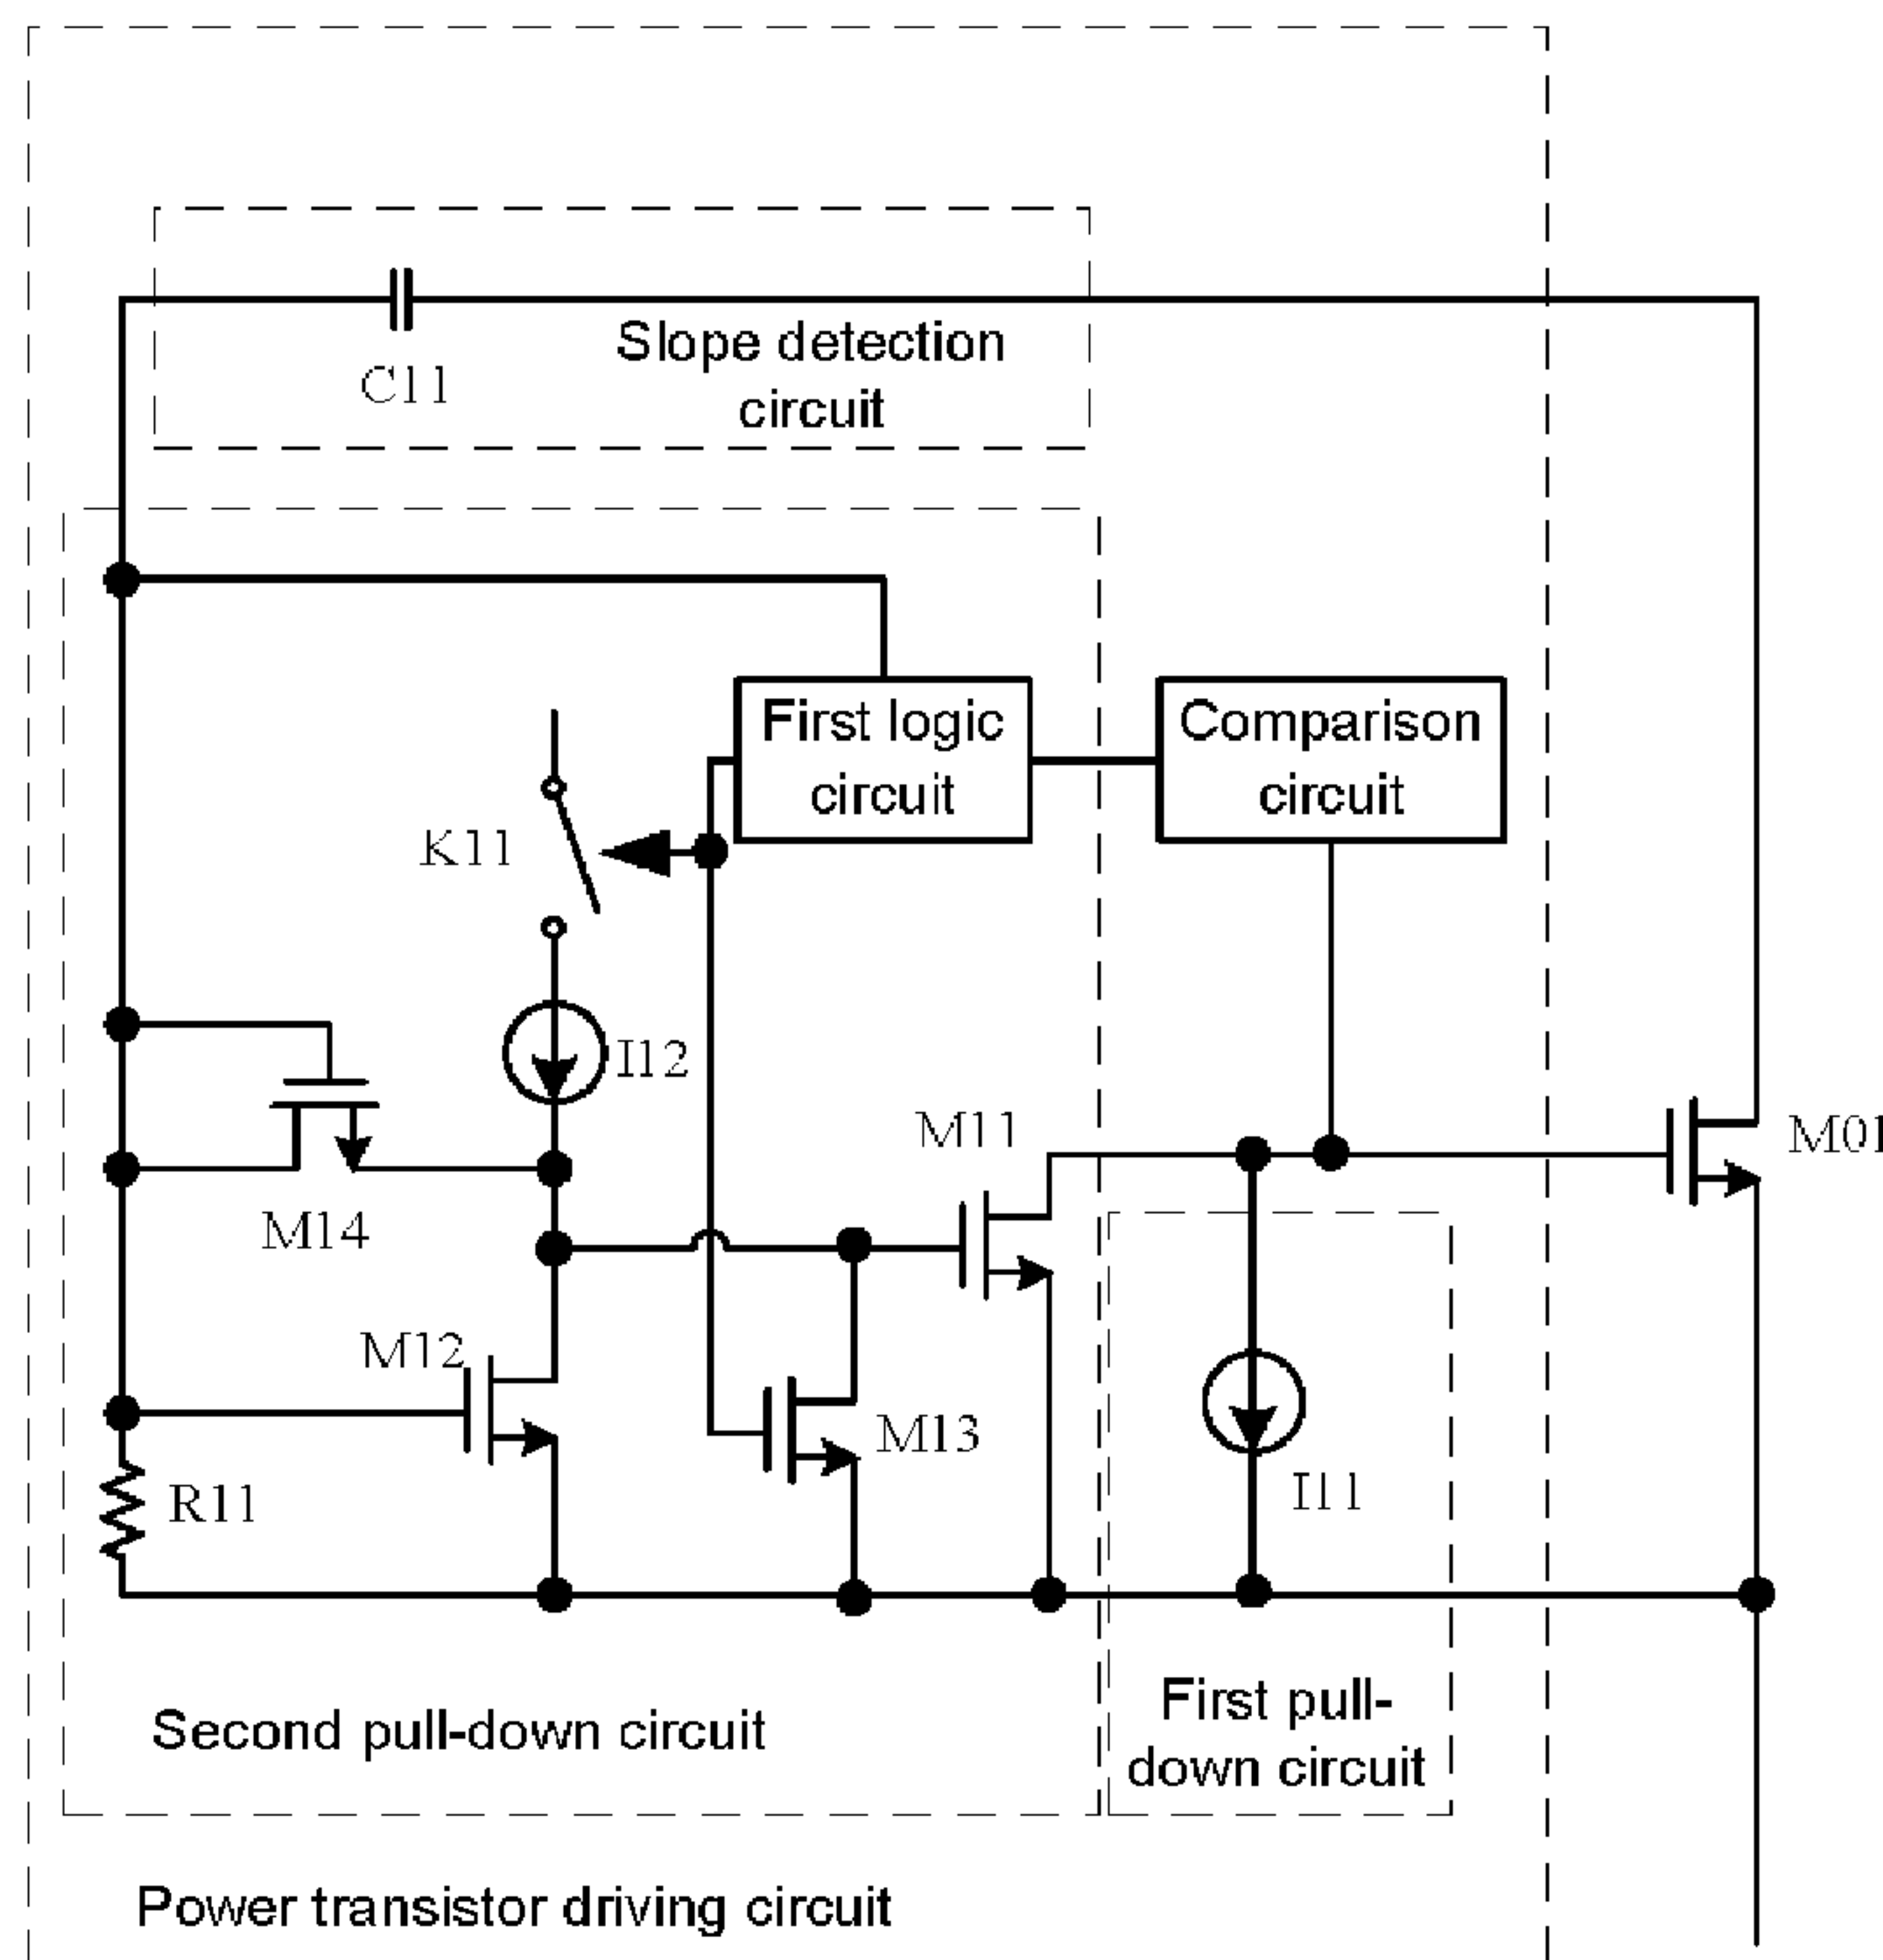 Slope detection
circuit
C11
First logic
circuit
Comparison
circuit
K11
I12
M11
M01
M14
M12
M13
I11
R11
First pull-
down circuit
Second pull-down circuit
Power transistor driving circuit